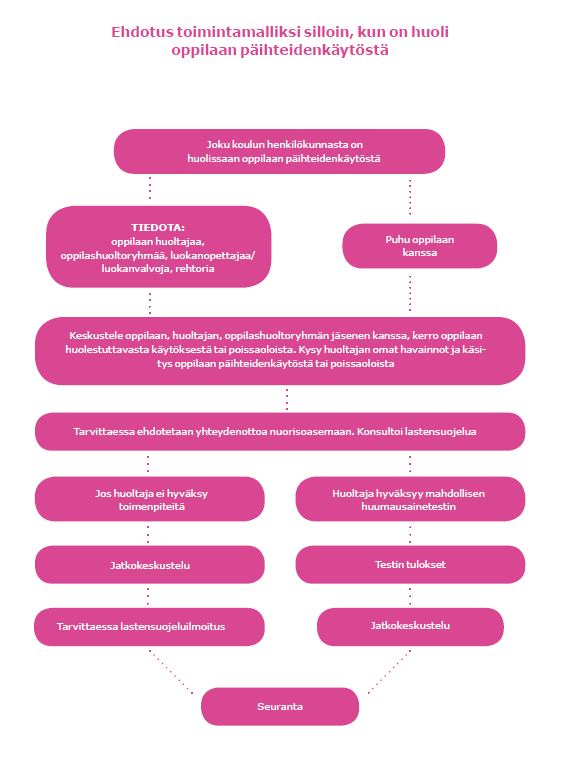 Ehdotus toimintamalliksi silloin, kun on huoli
oppilaan päihteidenkäytöstä
Joku koulun henkilökunnasta on
huolissaan oppilaan päihteidenkäytöstä
TIEDOTA:
oppilaan huoltajaa,
oppilashuoltoryhmää, luokanopettajaa/
luokanvalvoja, rehtoria
Puhu oppilaan
kanssa
Keskustele oppilaan, huoltajan, oppilashuoltoryhmän jäsenen kanssa, kerro oppilaan
huolestuttavasta käytöksestä tai poissaoloista. Kysy huoltajan omat havainnot ja käsi-
tys oppilaan päihteidenkäytöstä tai poissaoloista
Tarvittaessa ehdotetaan yhteydenottoa nuorisoasemaan. Konsultoi lastensuojelua
Jos huoltaja ei hyväksy
toimenpiteitä
Huoltaja hyväksyy mahdollisen
huumausainetestin
Jatkokeskustelu
Testin tulokset
Tarvittaessa lastensuojeluilmoitus
Jatkokeskustelu
Seuranta